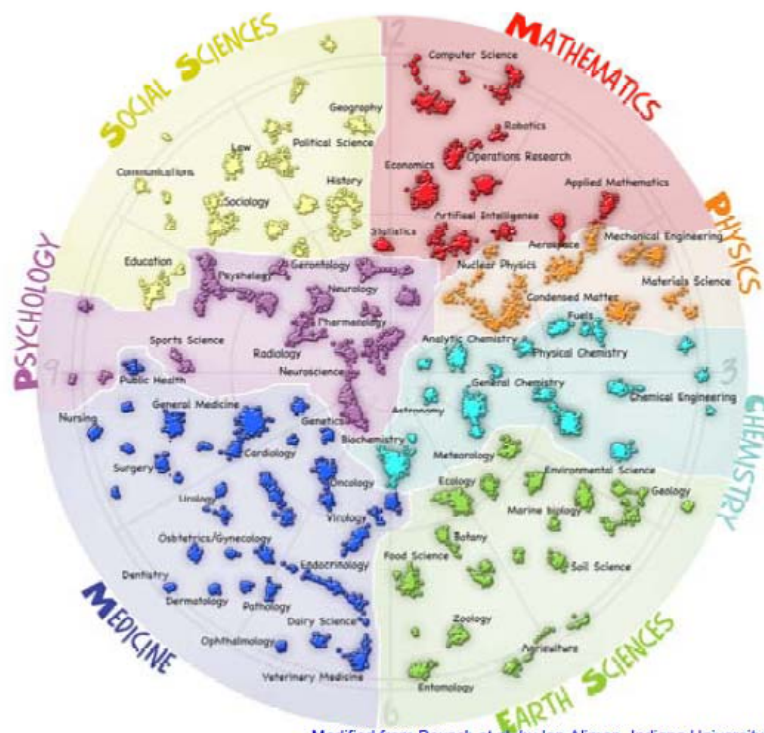 12
SOCIAL SCIENCES
MATHEMATICS
Computer Science
Geography
Robotics
Law
Political Science
Operations Research
Communications
Economics
History
Applied Mathematics
Sociology
Artificial Intelligence
Statistics
PHYSICS
Mechanical Engineering
Aerospace
Education
Gerontology
Nuclear Physics
PSYCHOLOGY
Neurology
Materials Science
Condensed Matter
Pharmacology
Fuels
Sports Science
Analytic Chemistry
Radiology
Physical Chemistry
9
Public Health
Neuroscience
General Chemistry
3
Chemical Engineering
CHEMISTRY
General Medicine
Astronomy
Nursing
Genetics
Biochemistry
Cardiology
Meteorology
Surgery
Environmental Science
Oncology
Ecology
Geology
Urology
Marine biology
Virology
Botany
Food Science
Endocrinology
Soil Science
Dentistry
Dermatology
Pathology
MEDICINE
Dairy Science
Zoology
Ophthalmology
Agriculture
Veterinary Medicine
Entomology
EARTH SCIENCES
6